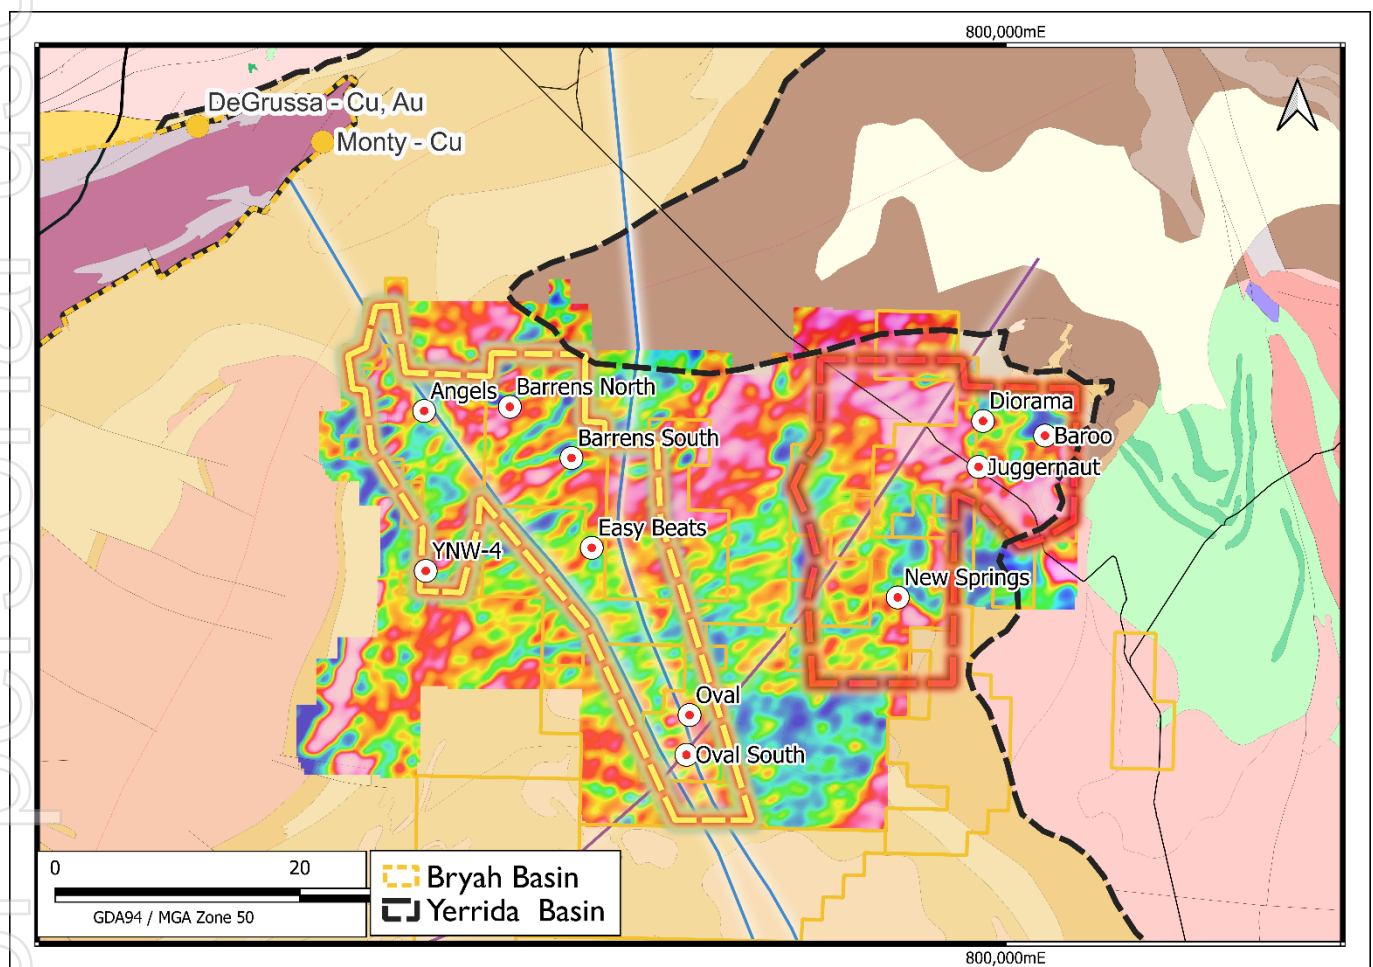 800,000mE
DeGrussa - Cu, Au
Monty - Cu
Angels
Barrens North
Diorama
Baroo
Barrens South
Juggernaut
Easy Beats
YNW-4
New Springs
Oval
Oval South
0 20
GDA94 / MGA Zone 50
Bryah Basin
Yerrida Basin
800,000mE